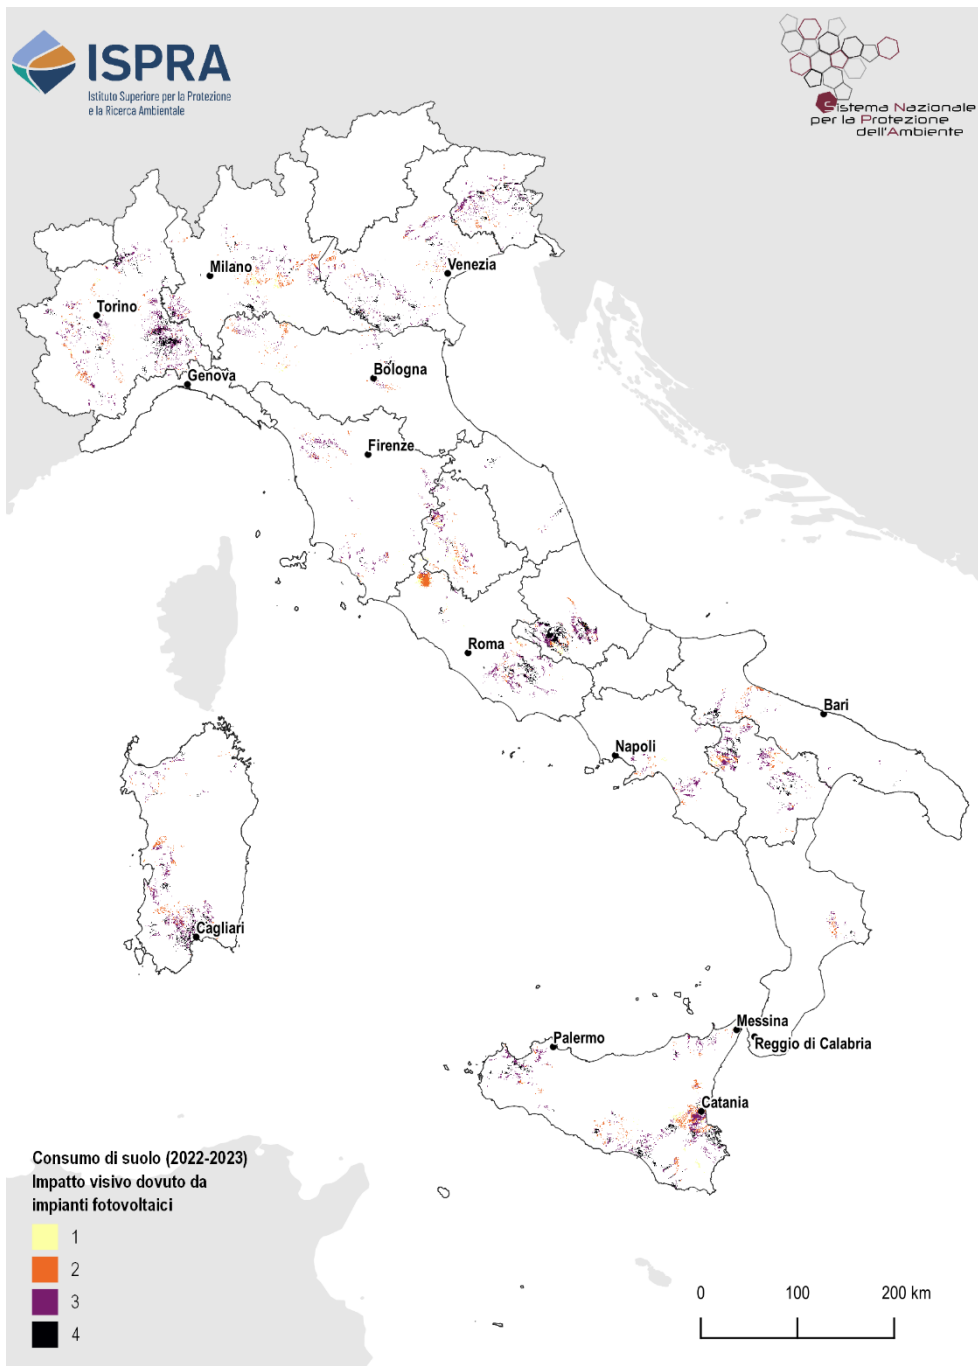 ISPRA
Istituto Superiore per la Protezione
e la Ricerca Ambientale
Sistema Nazionale
per la Protezione
dell'Ambiente
Milano
Venezia
Torino
Genova
Bologna
Firenze
Roma
Bari
Napoli
Cagliari
Messina
Reggio di Calabria
Palermo
Catania
Consumo di suolo (2022-2023)
Impatto visivo dovuto da
impianti fotovoltaici
1
2
3
4
0 100 200 km